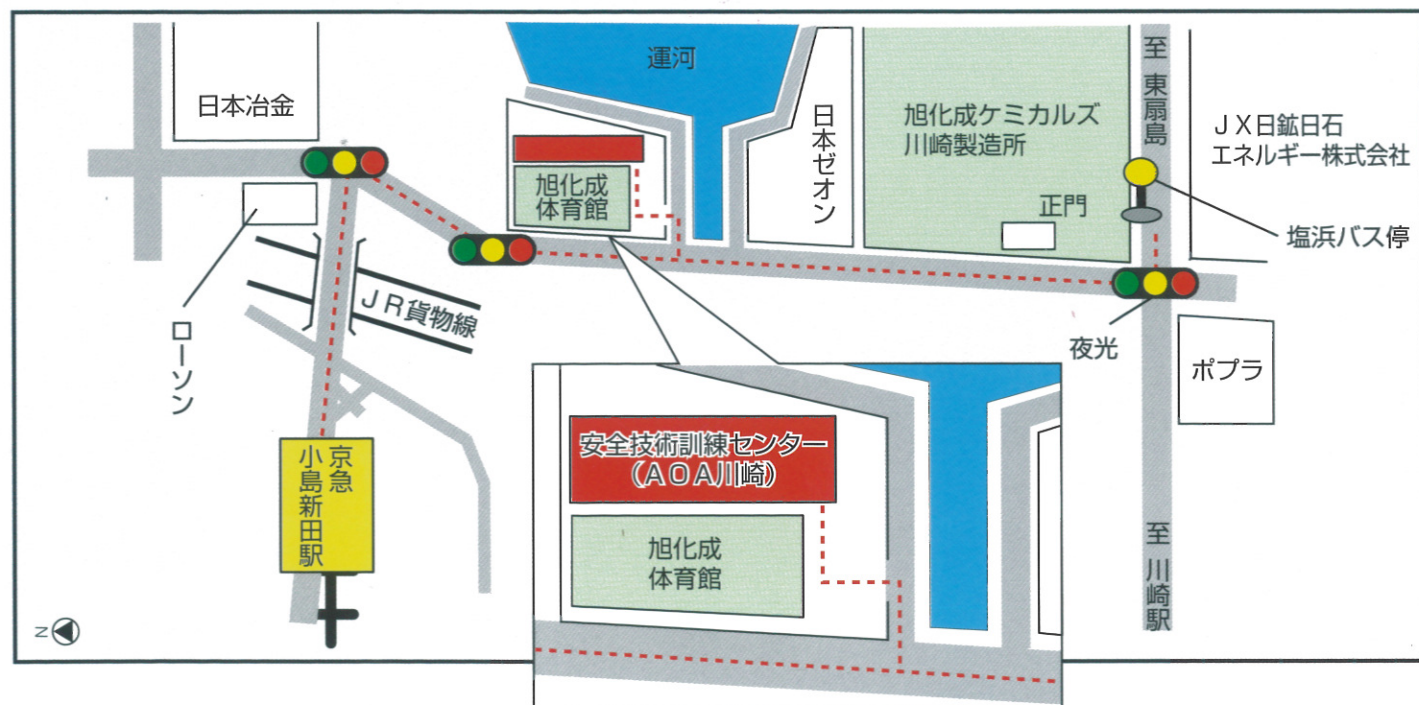 日本冶金
運河
日本ゼオン
旭化成ケミカルズ
川崎製造所
正門
至 東扇島
ＪＸ日鉱日石
エネルギー株式会社
塩浜バス停
旭化成
体育館
ローソン
ＪＲ貨物線
夜光
ポプラ
京急
小島新田駅
安全技術訓練センター
（ＡＯＡ川崎）
旭化成
体育館
至 川崎駅
N